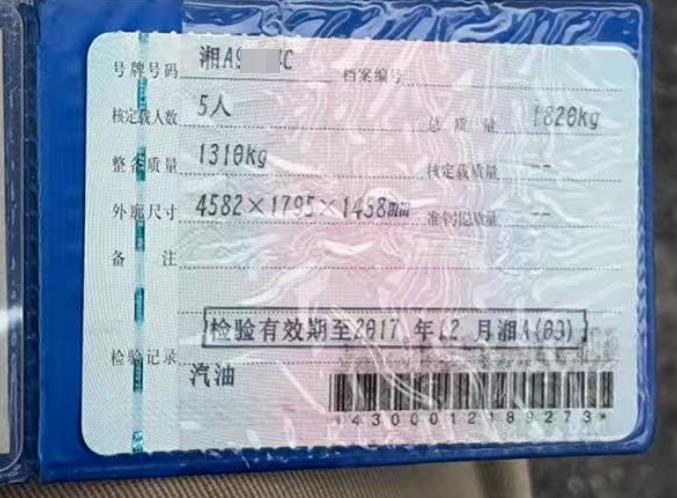 号牌号码 湘A9 4C 档案编号
核定载人数 5人 总质量 1820kg
整备质量 1310kg 核定载质量 --
外廓尺寸 4582×1795×1458mm 准牵引总质量 --
备注
检验有效期至2017年12月湘A(03)
检验记录
汽油
*4300012189273*